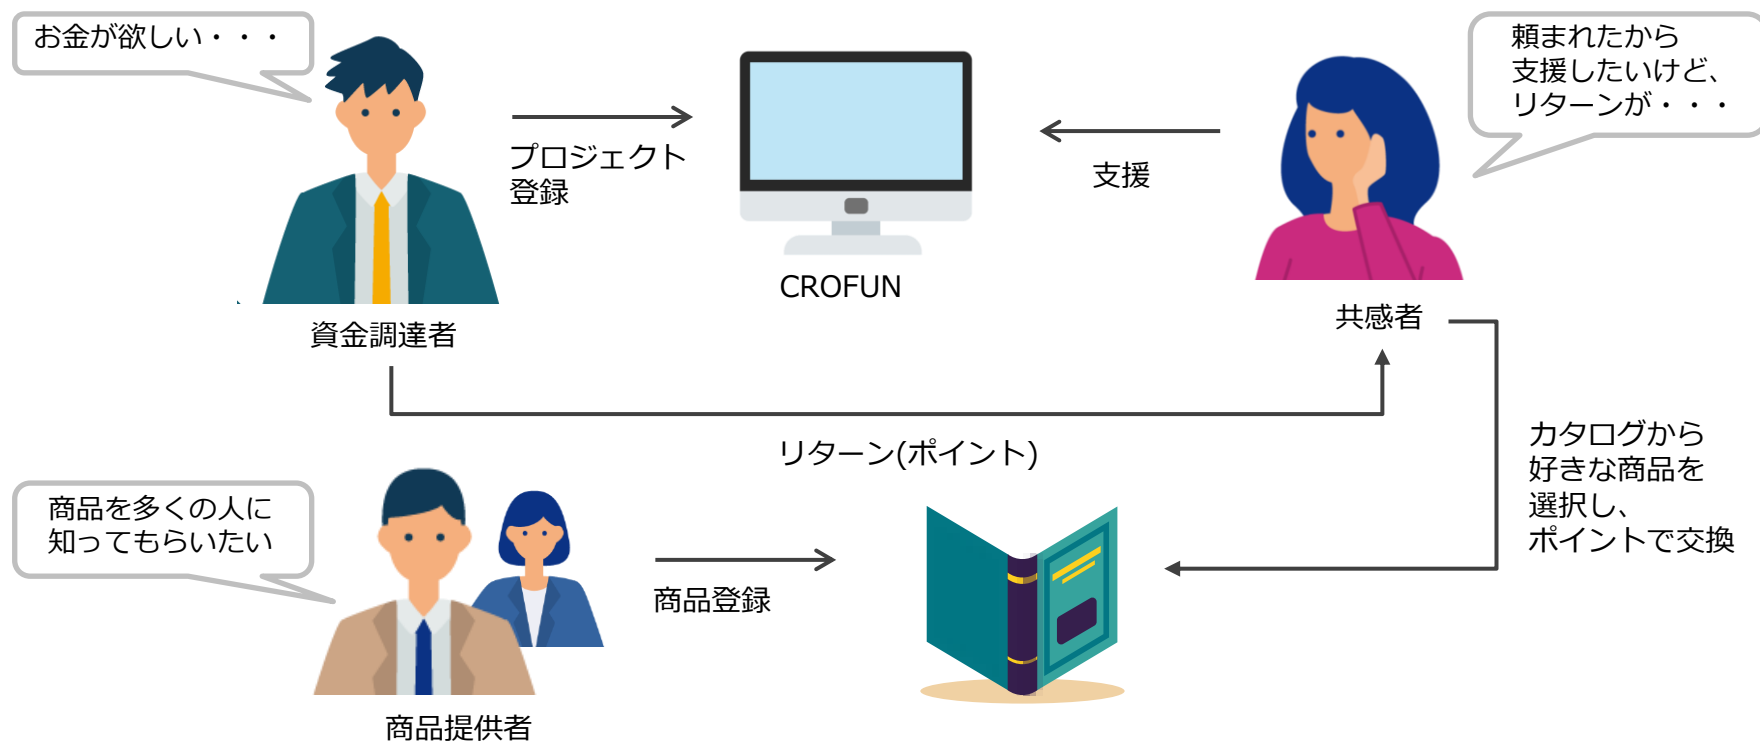 お金が欲しい・・・
頼まれたから
支援したいけど、
リターンが・・・
プロジェクト
登録
支援
CROFUN
資金調達者
共感者
リターン(ポイント)
カタログから
好きな商品を
選択し、
ポイントで交換
商品を多くの人に
知ってもらいたい
商品登録
商品提供者